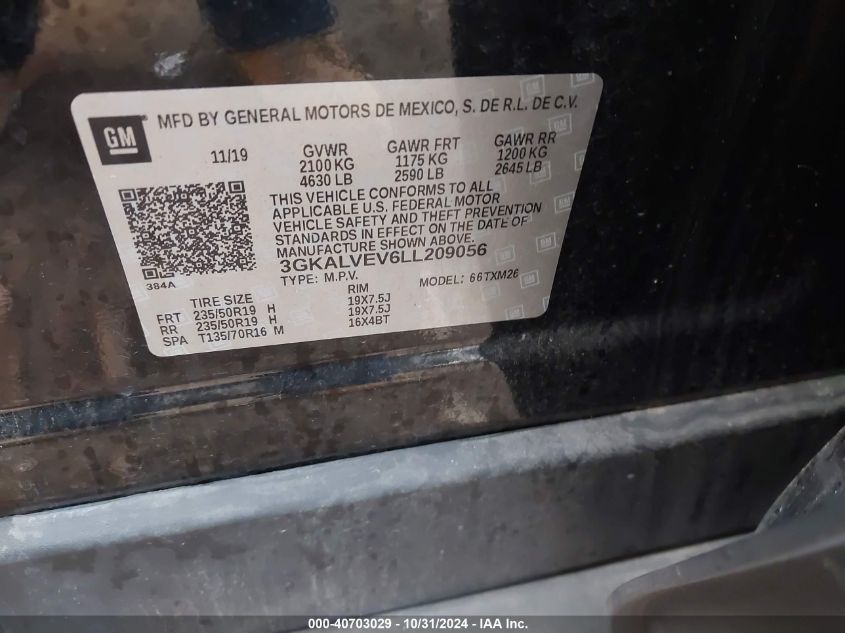 GM
MFD BY GENERAL MOTORS DE MEXICO, S. DE R.L. DE C.V.
11/19 GVWR GAWR FRT GAWR RR
2100 KG 1175 KG 1200 KG
4630 LB 2590 LB 2645 LB
THIS VEHICLE CONFORMS TO ALL
APPLICABLE U.S. FEDERAL MOTOR
VEHICLE SAFETY AND THEFT PREVENTION
STANDARDS IN EFFECT ON THE DATE OF
MANUFACTURE SHOWN ABOVE.
384A
3GKALVEV6LL209056
TYPE: M.P.V. MODEL: 66TXM26
TIRE SIZE RIM
FRT 235/50R19 H 19X7.5J
RR 235/50R19 H 19X7.5J
SPA T135/70R16 M 16X4BT
000-40703029 - 10/31/2024 - IAA Inc.